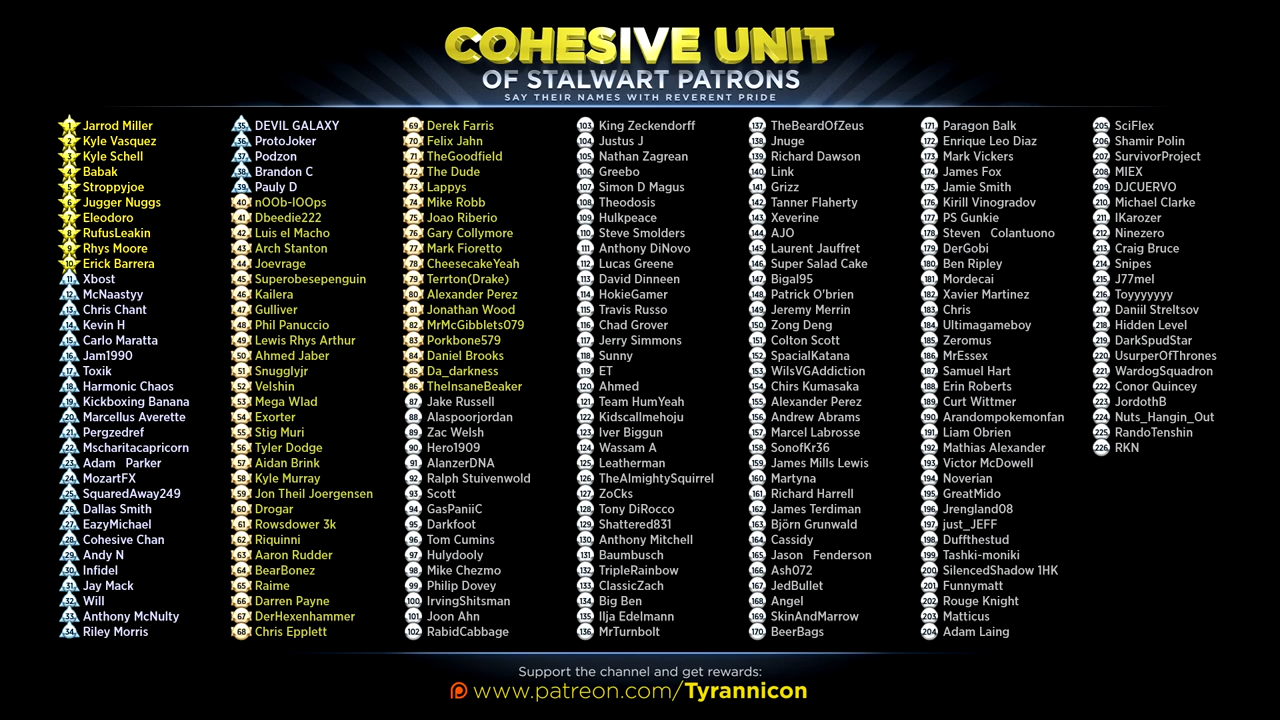 COHESIVE UNIT
OF STALWART PATRONS
SAY THEIR NAMES WITH REVERENT PRIDE
1 Jarrod Miller
2 Kyle Vasquez
3 Kyle Schell
4 Babak
5 Stroppyjoe
6 Jugger Nuggs
7 Eleodoro
8 RufusLeakin
9 Rhys Moore
10 Erick Barrera
11 Xbost
12 McNaastyy
13 Chris Chant
14 Kevin H
15 Carlo Maratta
16 Jam1990
17 Toxik
18 Harmonic Chaos
19 Kickboxing Banana
20 Marcellus Averette
21 Pergzedref
22 Mscharitacapricorn
23 Adam Parker
24 MozartFX
25 SquaredAway249
26 Dallas Smith
27 EazyMichael
28 Cohesive Chan
29 Andy N
30 Infidel
31 Jay Mack
32 Will
33 Anthony McNulty
34 Riley Morris
35 DEVIL GALAXY
36 ProtoJoker
37 Podzon
38 Brandon C
39 Pauly D
40 nOOb-lOOps
41 Dbeedie222
42 Luis el Macho
43 Arch Stanton
44 Joevrage
45 Superobesepenguin
46 Kailera
47 Gulliver
48 Phil Panuccio
49 Lewis Rhys Arthur
50 Ahmed Jaber
51 Snugglyjr
52 Velshin
53 Mega Wlad
54 Exorter
55 Stig Muri
56 Tyler Dodge
57 Aidan Brink
58 Kyle Murray
59 Jon Theil Joergensen
60 Drogar
61 Rowsdower 3k
62 Riquinni
63 Aaron Rudder
64 BearBonez
65 Raime
66 Darren Payne
67 DerHexenhammer
68 Chris Epplett
69 Derek Farris
70 Felix Jahn
71 TheGoodfield
72 The Dude
73 Lappys
74 Mike Robb
75 Joao Riberio
76 Gary Collymore
77 Mark Fioretto
78 CheesecakeYeah
79 Terrton(Drake)
80 Alexander Perez
81 Jonathan Wood
82 MrMcGibblets079
83 Porkbone579
84 Daniel Brooks
85 Da_darkness
86 TheInsaneBeaker
87 Jake Russell
88 Alaspoorjordan
89 Zac Welsh
90 Hero1909
91 AlanzerDNA
92 Ralph Stuivenwold
93 Scott
94 GasPaniiC
95 Darkfoot
96 Tom Cumins
97 Hulydooly
98 Mike Chezmo
99 Philip Dovey
100 IrvingShitsman
101 Joon Ahn
102 RabidCabbage
103 King Zeckendorff
104 Justus J
105 Nathan Zagrean
106 Greebo
107 Simon D Magus
108 Theodosis
109 Hulkpeace
110 Steve Smolders
111 Anthony DiNovo
112 Lucas Greene
113 David Dinneen
114 HokieGamer
115 Travis Russo
116 Chad Grover
117 Jerry Simmons
118 Sunny
119 ET
120 Ahmed
121 Team HumYeah
122 Kidscallmehoju
123 Iver Biggun
124 Wassam A
125 Leatherman
126 TheAlmightySquirrel
127 ZoCks
128 Tony DiRocco
129 Shattered831
130 Anthony Mitchell
131 Baumbusch
132 TripleRainbow
133 ClassicZach
134 Big Ben
135 Ilja Edelmann
136 MrTurnbolt
137 TheBeardOfZeus
138 Jnuge
139 Richard Dawson
140 Link
141 Grizz
142 Tanner Flaherty
143 Xeverine
144 AJO
145 Laurent Jauffret
146 Super Salad Cake
147 Bigal95
148 Patrick O'brien
149 Jeremy Merrin
150 Zong Deng
151 Colton Scott
152 SpacialKatana
153 WilsVGAddiction
154 Chirs Kumasaka
155 Alexander Perez
156 Andrew Abrams
157 Marcel Labrosse
158 SonofKr36
159 James Mills Lewis
160 Martyna
161 Richard Harrell
162 James Terdiman
163 Björn Grunwald
164 Cassidy
165 Jason Fenderson
166 Ash072
167 JedBullet
168 Angel
169 SkinAndMarrow
170 BeerBags
171 Paragon Balk
172 Enrique Leo Diaz
173 Mark Vickers
174 James Fox
175 Jamie Smith
176 Kirill Vinogradov
177 PS Gunkie
178 Steven Colantuono
179 DerGobi
180 Ben Ripley
181 Mordecai
182 Xavier Martinez
183 Chris
184 Ultimagameboy
185 Zeromus
186 MrEssex
187 Samuel Hart
188 Erin Roberts
189 Curt Wittmer
190 Arandompokemonfan
191 Liam Obrien
192 Mathias Alexander
193 Victor McDowell
194 Noverian
195 GreatMido
196 Jrengland08
197 just_JEFF
198 Duffthestud
199 Tashki-moniki
200 SilencedShadow 1HK
201 Funnymatt
202 Rouge Knight
203 Matticus
204 Adam Laing
205 SciFlex
206 Shamir Polin
207 SurvivorProject
208 MIEX
209 DJCUERVO
210 Michael Clarke
211 IKarozer
212 Ninezero
213 Craig Bruce
214 Snipes
215 J77mel
216 Toyyyyyyy
217 Daniil Streltsov
218 Hidden Level
219 DarkSpudStar
220 UsurperOfThrones
221 WardogSquadron
222 Conor Quincey
223 JordothB
224 Nuts_Hangin_Out
225 RandoTenshin
226 RKN
Support the channel and get rewards:
www.patreon.com/Tyrannicon